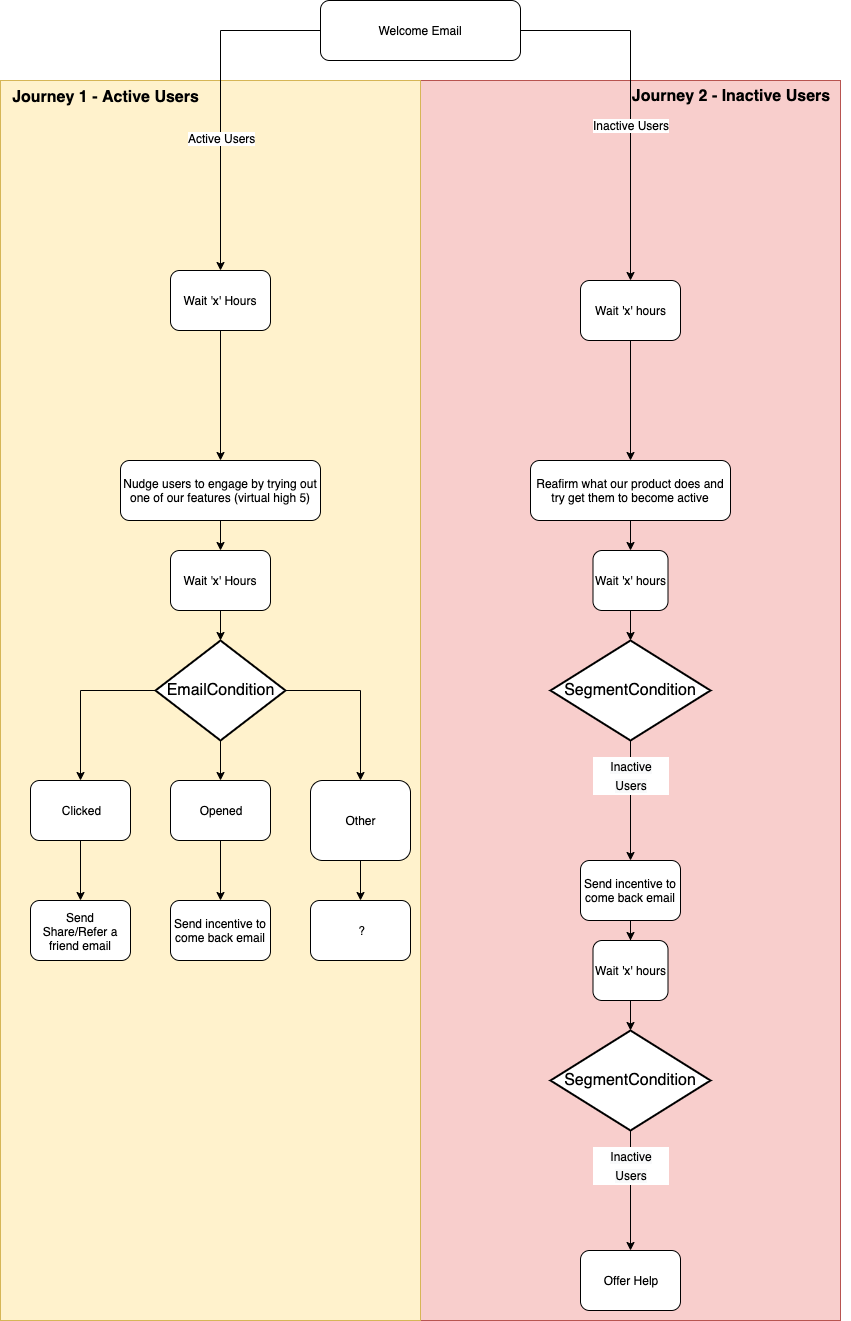 Welcome Email
Journey 1 - Active Users
Journey 2 - Inactive Users
Active Users
Inactive Users
Wait 'x' Hours
Wait 'x' hours
Nudge users to engage by trying out
one of our features (virtual high 5)
Reafirm what our product does and
try get them to become active
Wait 'x' Hours
Wait 'x' hours
EmailCondition
SegmentCondition
Inactive
Users
Clicked
Opened
Other
Send
Share/Refer a
friend email
Send incentive to
come back email
?
Send incentive to
come back email
Wait 'x' hours
SegmentCondition
Inactive
Users
Offer Help